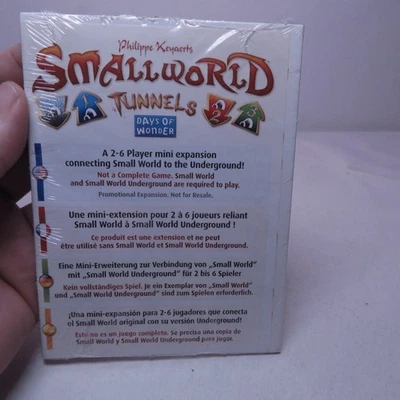 Philippe Keyaerts
SMALLWORLD
TUNNELS
DAYS OF
WONDER
A 2-6 Player mini expansion
connecting Small World to the Underground!
Not a Complete Game. Small World
and Small World Underground are required to play.
Promotional Expansion. Not for Resale.
Une mini-extension pour 2 à 6 joueurs reliant
Small World à Small World Underground !
Ce produit est une extension et ne peut
être utilisé sans Small World et Small World Underground.
Eine Mini-Erweiterung zur Verbindung von „Small World"
mit „Small World Underground" für 2 bis 6 Spieler
Kein vollständiges Spiel. Je ein Exemplar von „Small World"
und „Small World Underground" sind zum Spielen erforderlich.
¡Una mini-expansión para 2-6 jugadores que conecta
el Small World original con su versión Underground!
Esto no es un juego completo. Se precisa una copia de
Small World y Small World Underground para jugar.